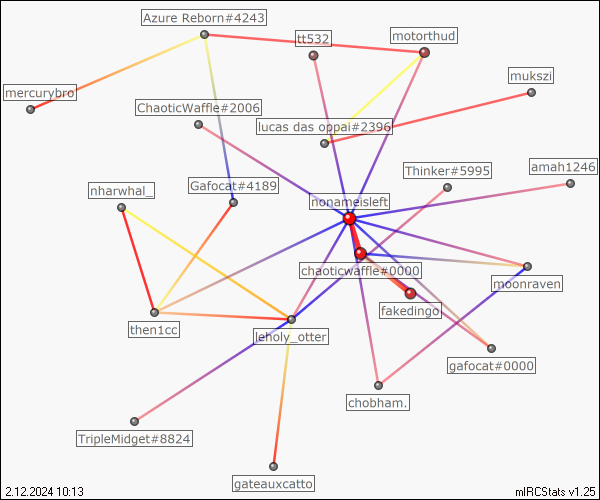 Azure Reborn#4243
tt532
motorthud
mukszi
mercurybro
ChaoticWaffle#2006
lucas das oppai#2396
Thinker#5995
amah1246
nharwhal_
Gafocat#4189
nonameisleft
chaoticwaffle#0000
moonraven
fakedingo
then1cc
leholy_otter
gafocat#0000
chobham.
TripleMidget#8824
gateauxcatto
2.12.2024 10:13
mIRCStats v1.25